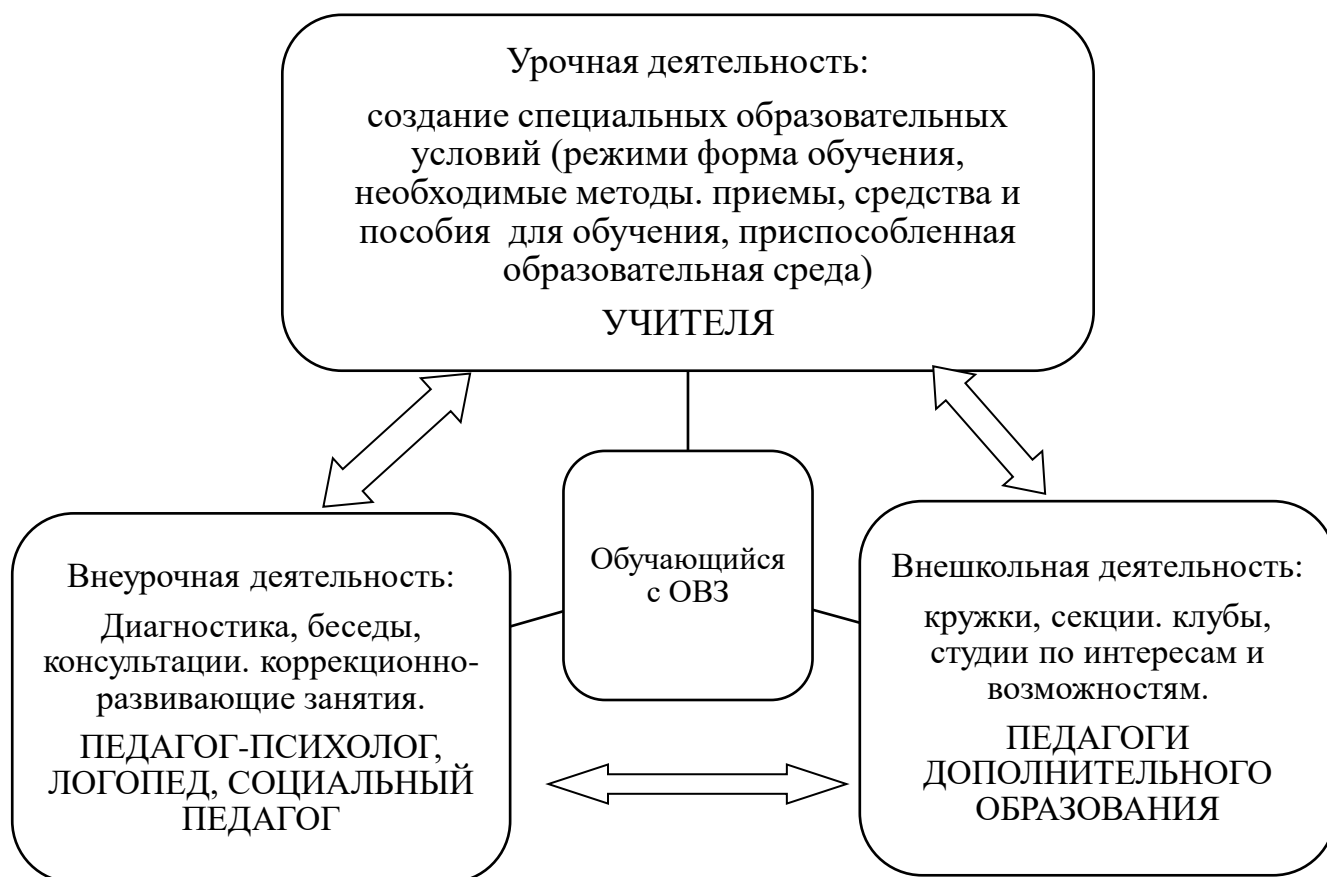 Урочная деятельность:
создание специальных образовательных
условий (режими форма обучения,
необходимые методы. приемы, средства и
пособия для обучения, приспособленная
образовательная среда)
УЧИТЕЛЯ
Обучающийся
с ОВЗ
Внеурочная деятельность:
Диагностика, беседы,
консультации. коррекционно-
развивающие занятия.
ПЕДАГОГ-ПСИХОЛОГ,
ЛОГОПЕД, СОЦИАЛЬНЫЙ
ПЕДАГОГ
Внешкольная деятельность:
кружки, секции. клубы,
студии по интересам и
возможностям.
ПЕДАГОГИ
ДОПОЛНИТЕЛЬНОГО
ОБРАЗОВАНИЯ